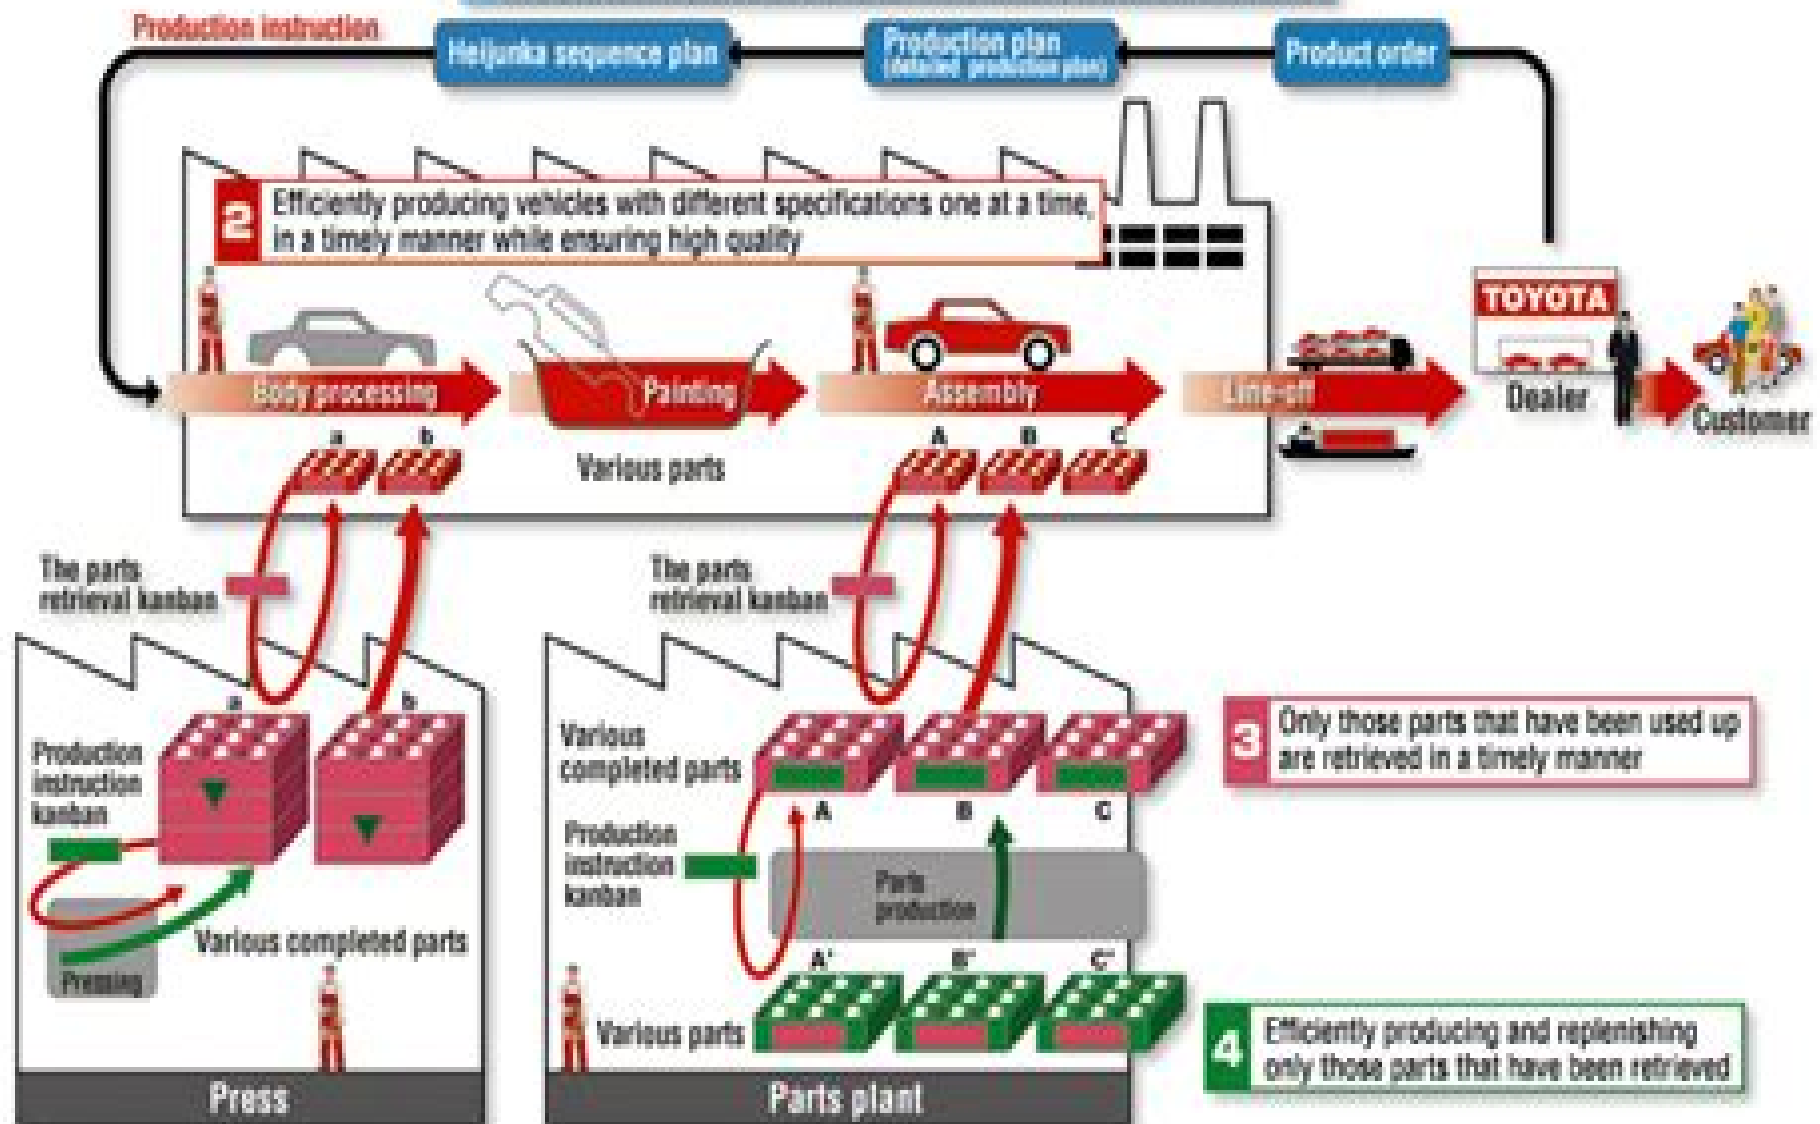 Production instruction
Heijunka sequence plan
Production plan
(detailed production plan)
Product order
2
Efficiently producing vehicles with different specifications one at a time,
in a timely manner while ensuring high quality
TOYOTA
Body processing
Painting
Assembly
Line-off
Dealer
Customer
a
b
Various parts
A
B
C
The parts
retrieval kanban
The parts
retrieval kanban
a
b
Production
instruction
kanban
Various completed parts
Pressing
Press
Various
completed parts
A
B
C
Production
instruction
kanban
Parts
production
A'
B'
C'
Various parts
Parts plant
3
Only those parts that have been used up
are retrieved in a timely manner
4
Efficiently producing and replenishing
only those parts that have been retrieved